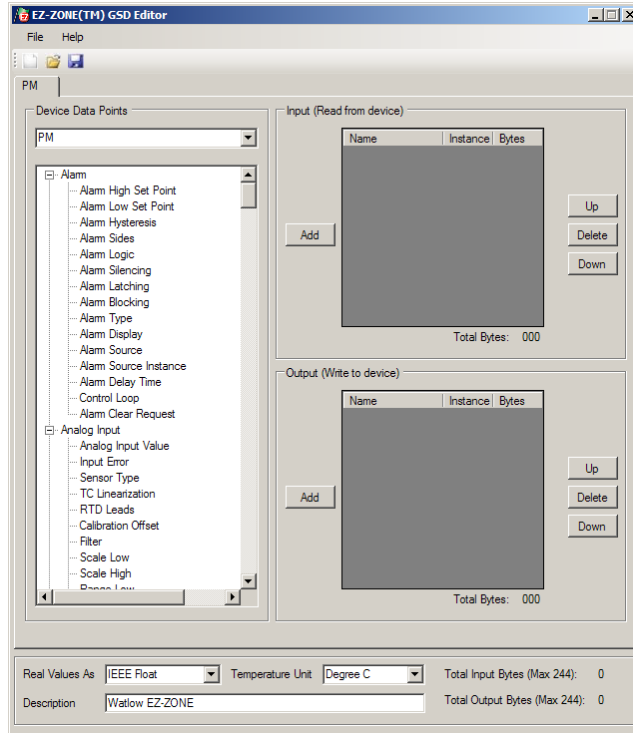 EZ-ZONE(TM) GSD Editor
File Help
PM
Device Data Points
PM
Alarm
Alarm High Set Point
Alarm Low Set Point
Alarm Hysteresis
Alarm Sides
Alarm Logic
Alarm Silencing
Alarm Latching
Alarm Blocking
Alarm Type
Alarm Display
Alarm Source
Alarm Source Instance
Alarm Delay Time
Control Loop
Alarm Clear Request
Analog Input
Analog Input Value
Input Error
Sensor Type
TC Linearization
RTD Leads
Calibration Offset
Filter
Scale Low
Scale High
Range Low
Input (Read from device)
Name Instance Bytes
Add
Up
Delete
Down
Total Bytes: 000
Output (Write to device)
Name Instance Bytes
Add
Up
Delete
Down
Total Bytes: 000
Real Values As IEEE Float Temperature Unit Degree C Total Input Bytes (Max 244): 0
Description Watlow EZ-ZONE Total Output Bytes (Max 244): 0